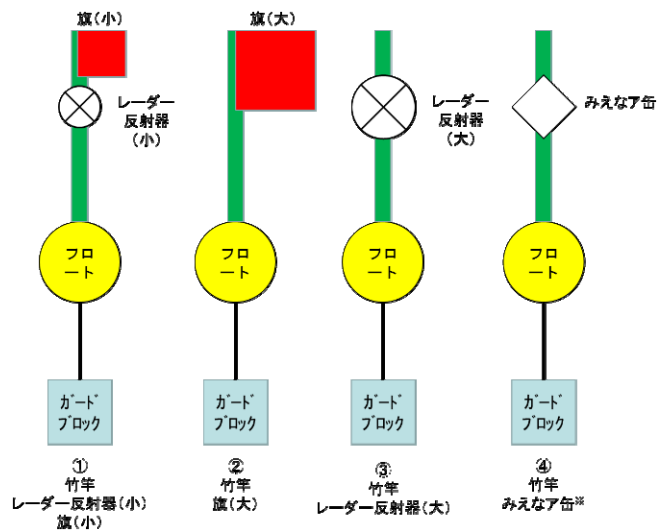 旗(小)
旗(大)
レーダー
反射器
(小)
レーダー
反射器
(大)
みえなア缶
フロ
ート
フロ
ート
フロ
ート
フロ
ート
ガード
ブロック
ガード
ブロック
ガード
ブロック
ガード
ブロック
①
竹竿
レーダー反射器(小)
旗(小)
②
竹竿
旗(大)
③
竹竿
レーダー反射器(大)
④
竹竿
みえなア缶※